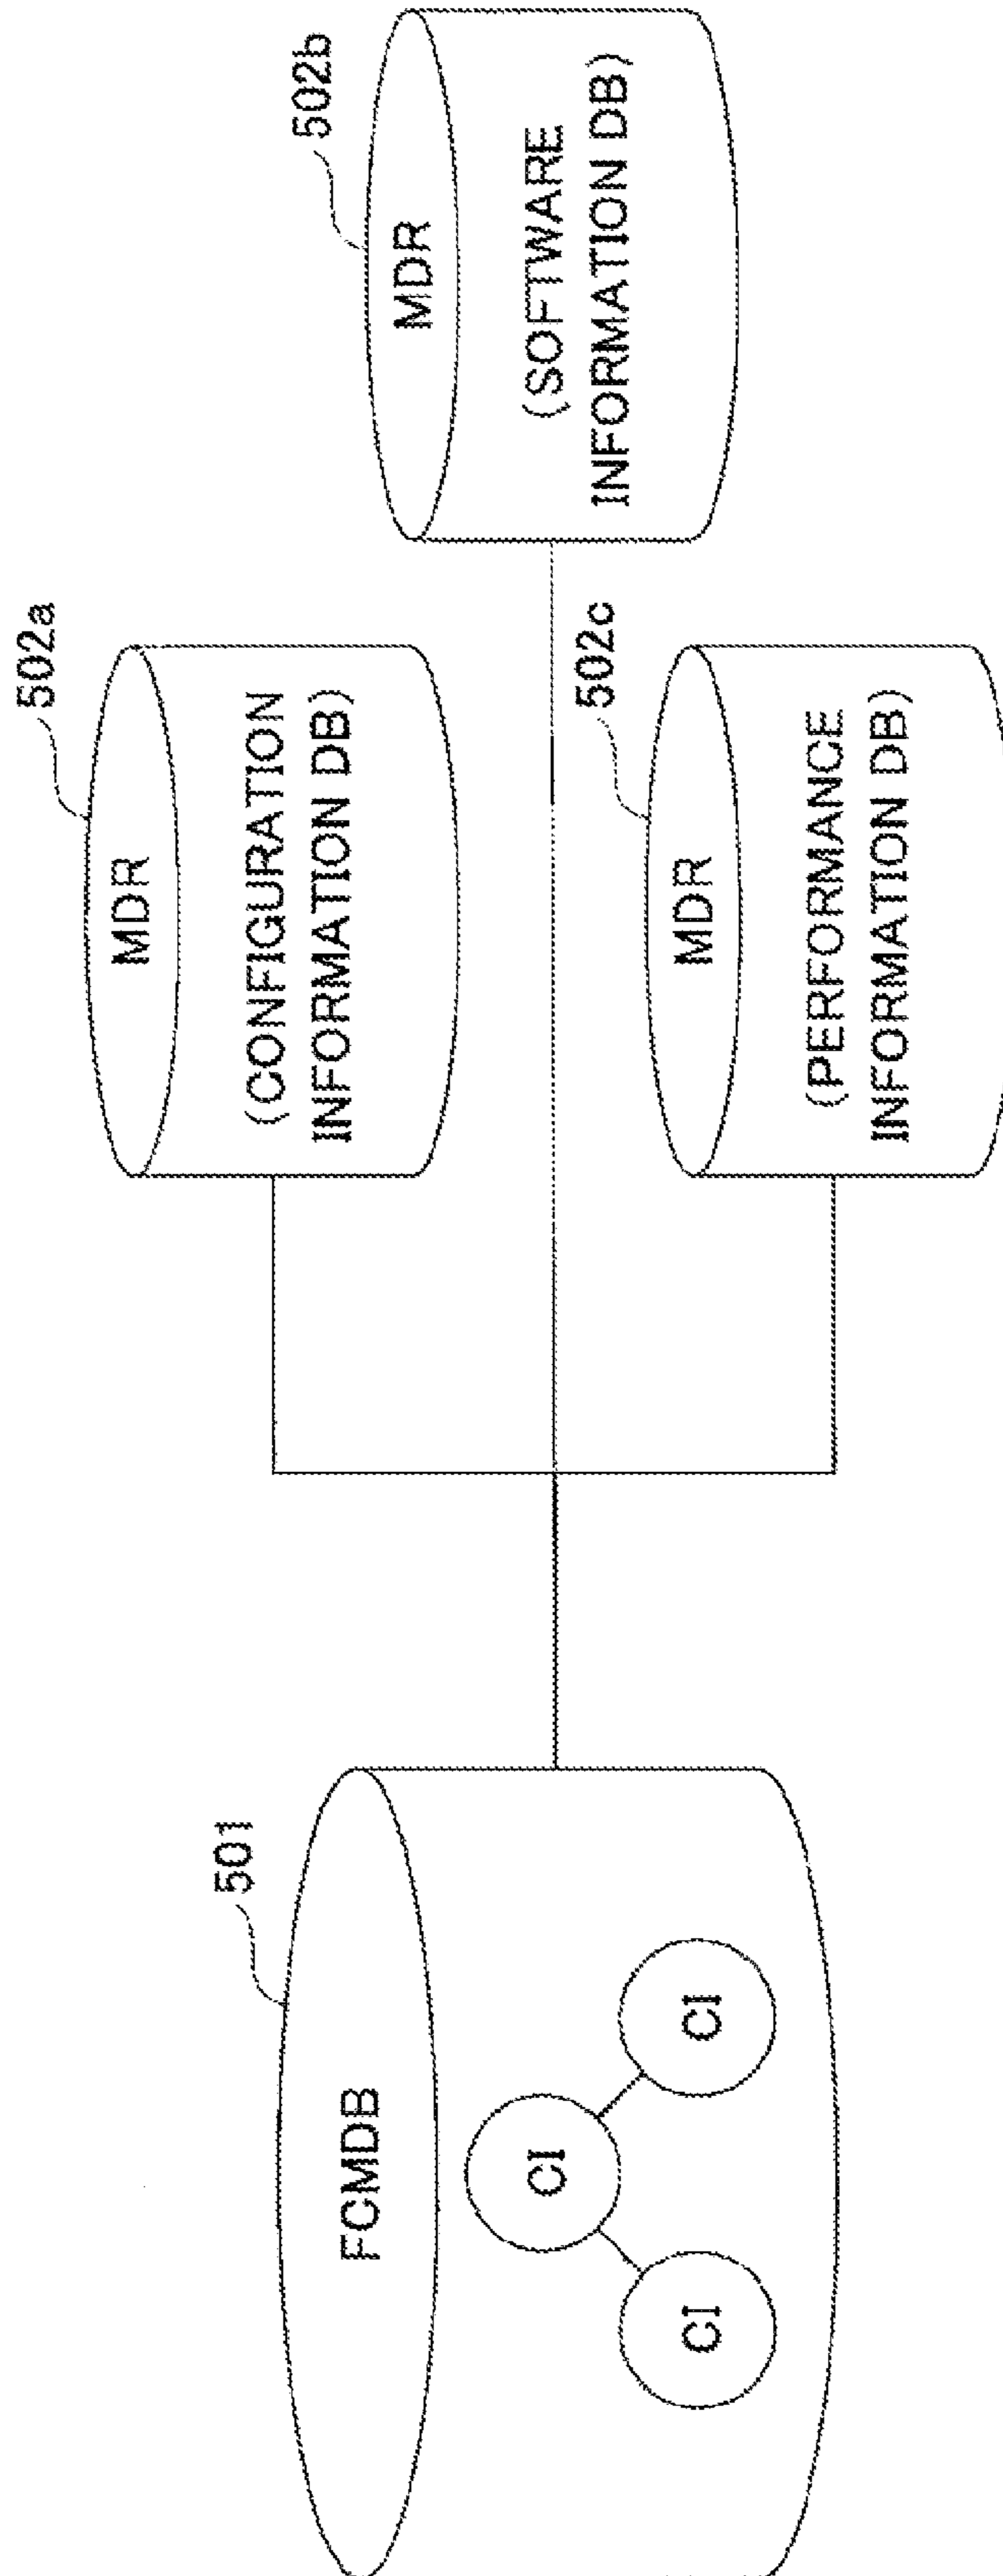 501
FCMDB
CI
CI
CI
502a
MDR
(CONFIGURATION
INFORMATION DB)
502b
MDR
(SOFTWARE
INFORMATION DB)
502c
MDR
(PERFORMANCE
INFORMATION DB)